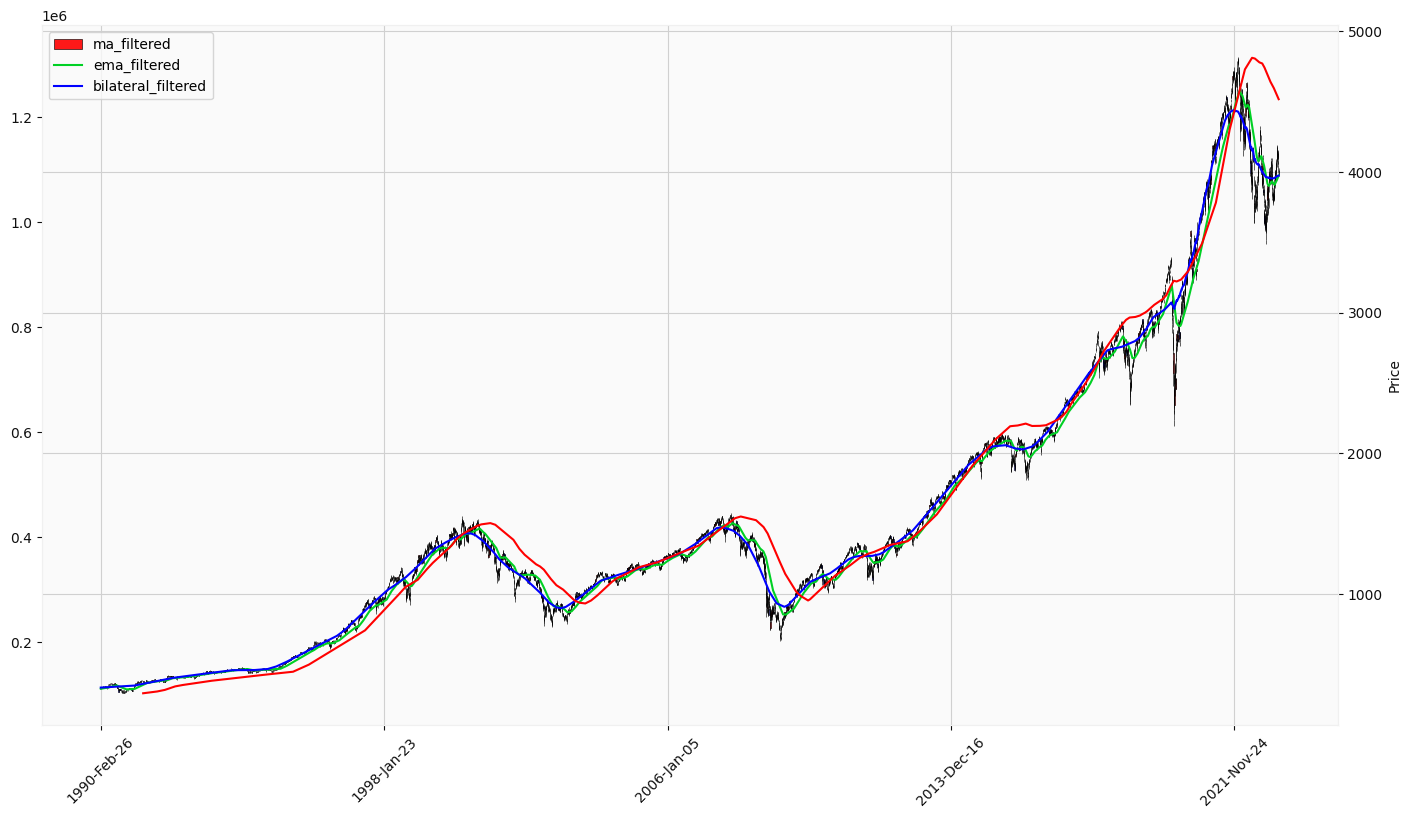 1e6
ma_filtered
ema_filtered
bilateral_filtered
1.2
1.0
0.8
0.6
0.4
0.2
5000
4000
3000
2000
1000
Price
1990-Feb-26
1998-Jan-23
2006-Jan-05
2013-Dec-16
2021-Nov-24